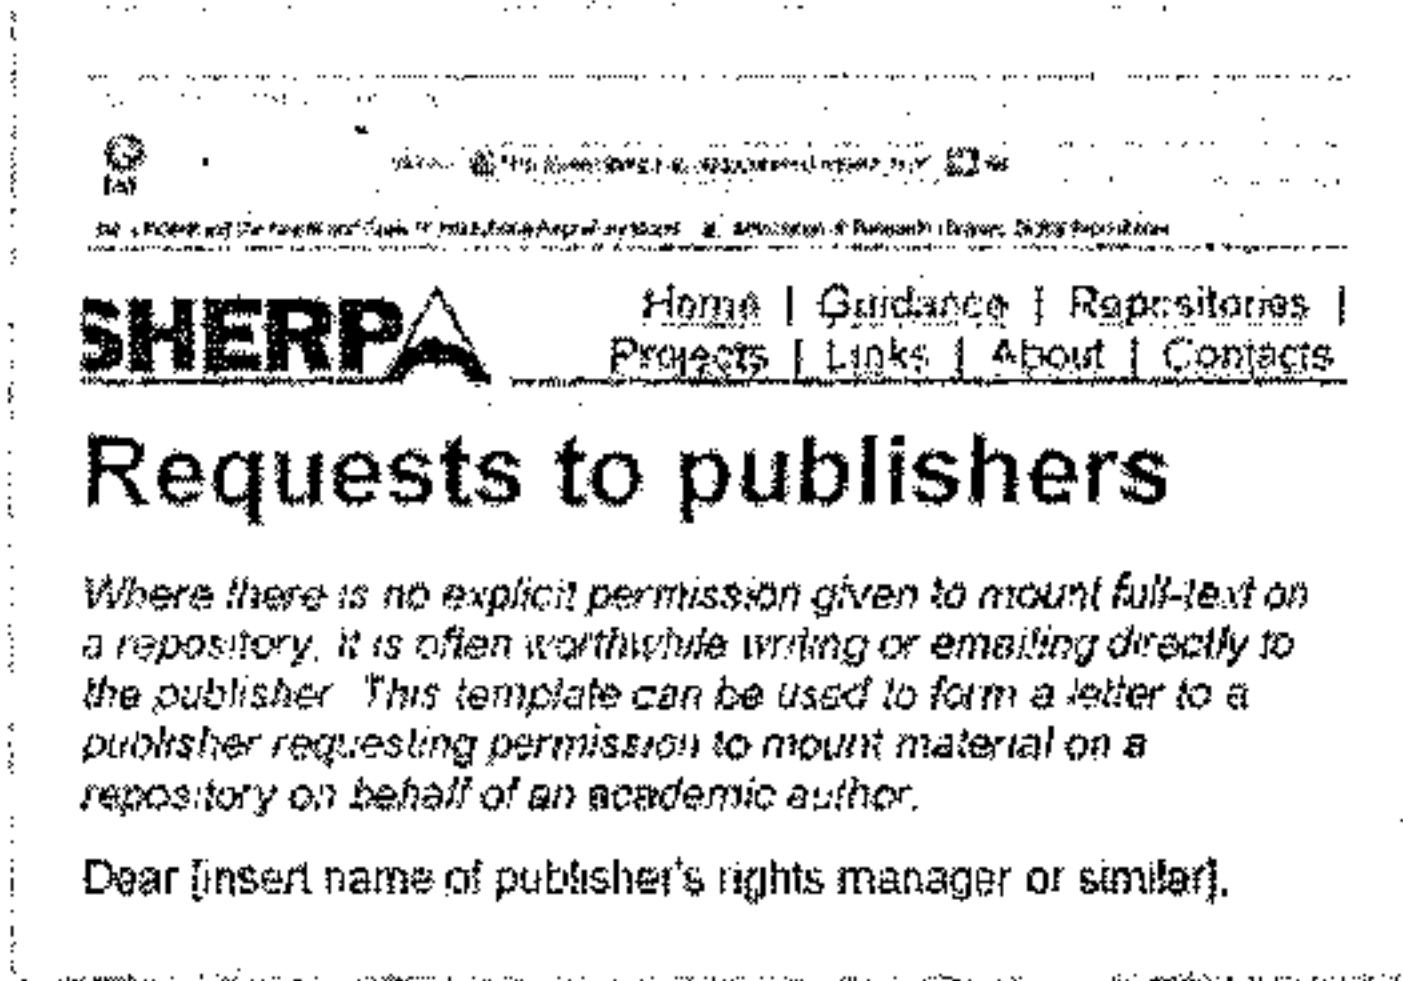 SHERPA
Home | Guidance | Repositories |
Projects | Links | About | Contacts
Requests to publishers
Where there is no explicit permission given to mount full-text on
a repository, it is often worthwhile writing or emailing directly to
the publisher. This template can be used to form a letter to a
publisher requesting permission to mount material on a
repository on behalf of an academic author.
Dear [insert name of publisher's rights manager or similar],